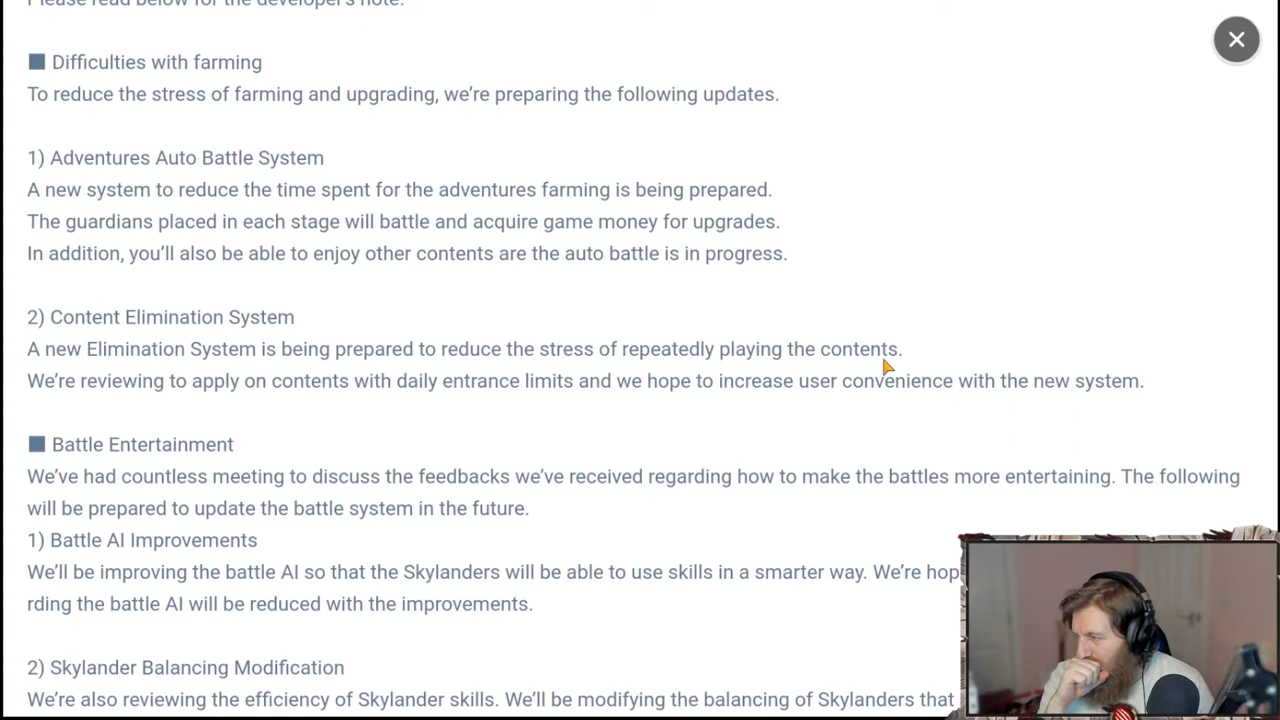 Please read below for the developer's note.
■ Difficulties with farming
To reduce the stress of farming and upgrading, we're preparing the following updates.
1) Adventures Auto Battle System
A new system to reduce the time spent for the adventures farming is being prepared.
The guardians placed in each stage will battle and acquire game money for upgrades.
In addition, you'll also be able to enjoy other contents are the auto battle is in progress.
2) Content Elimination System
A new Elimination System is being prepared to reduce the stress of repeatedly playing the contents.
We're reviewing to apply on contents with daily entrance limits and we hope to increase user convenience with the new system.
■ Battle Entertainment
We've had countless meeting to discuss the feedbacks we've received regarding how to make the battles more entertaining. The following
will be prepared to update the battle system in the future.
1) Battle AI Improvements
We'll be improving the battle AI so that the Skylanders will be able to use skills in a smarter way. We're hop
rding the battle AI will be reduced with the improvements.
2) Skylander Balancing Modification
We're also reviewing the efficiency of Skylander skills. We'll be modifying the balancing of Skylanders that